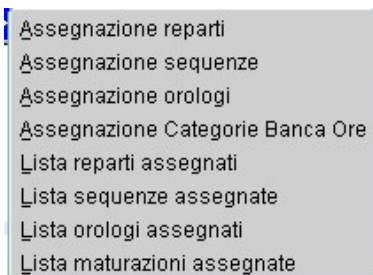 Assegnazione reparti
Assegnazione sequenze
Assegnazione orologi
Assegnazione Categorie Banca Ore
Lista reparti assegnati
Lista sequenze assegnate
Lista orologi assegnati
Lista maturazioni assegnate